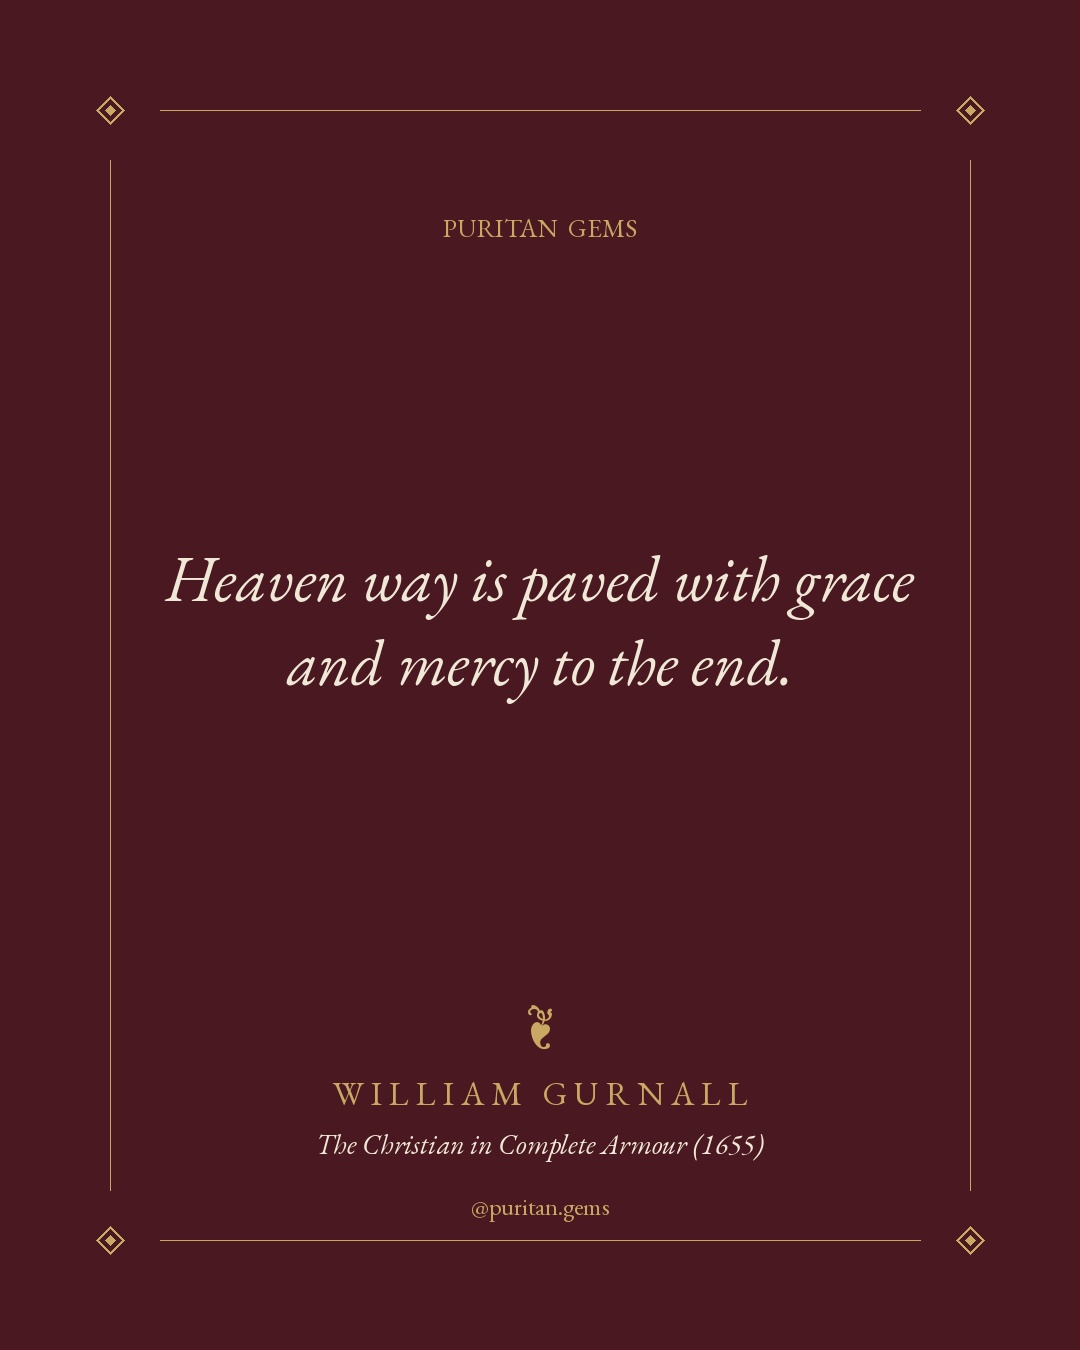 PURITAN GEMS
Heaven way is paved with grace
and mercy to the end.
WILLIAM GURNALL
The Christian in Complete Armour (1655)
@puritan.gems